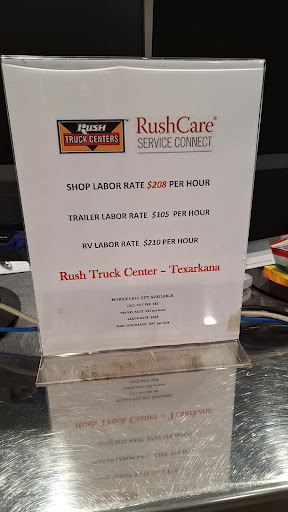 RUSH
TRUCK CENTERS
RushCare®
SERVICE CONNECT
SHOP LABOR RATE $208 PER HOUR
TRAILER LABOR RATE $105 PER HOUR
RV LABOR RATE $210 PER HOUR
Rush Truck Center – Texarkana
MOBILE CALL OUT AVAILABLE